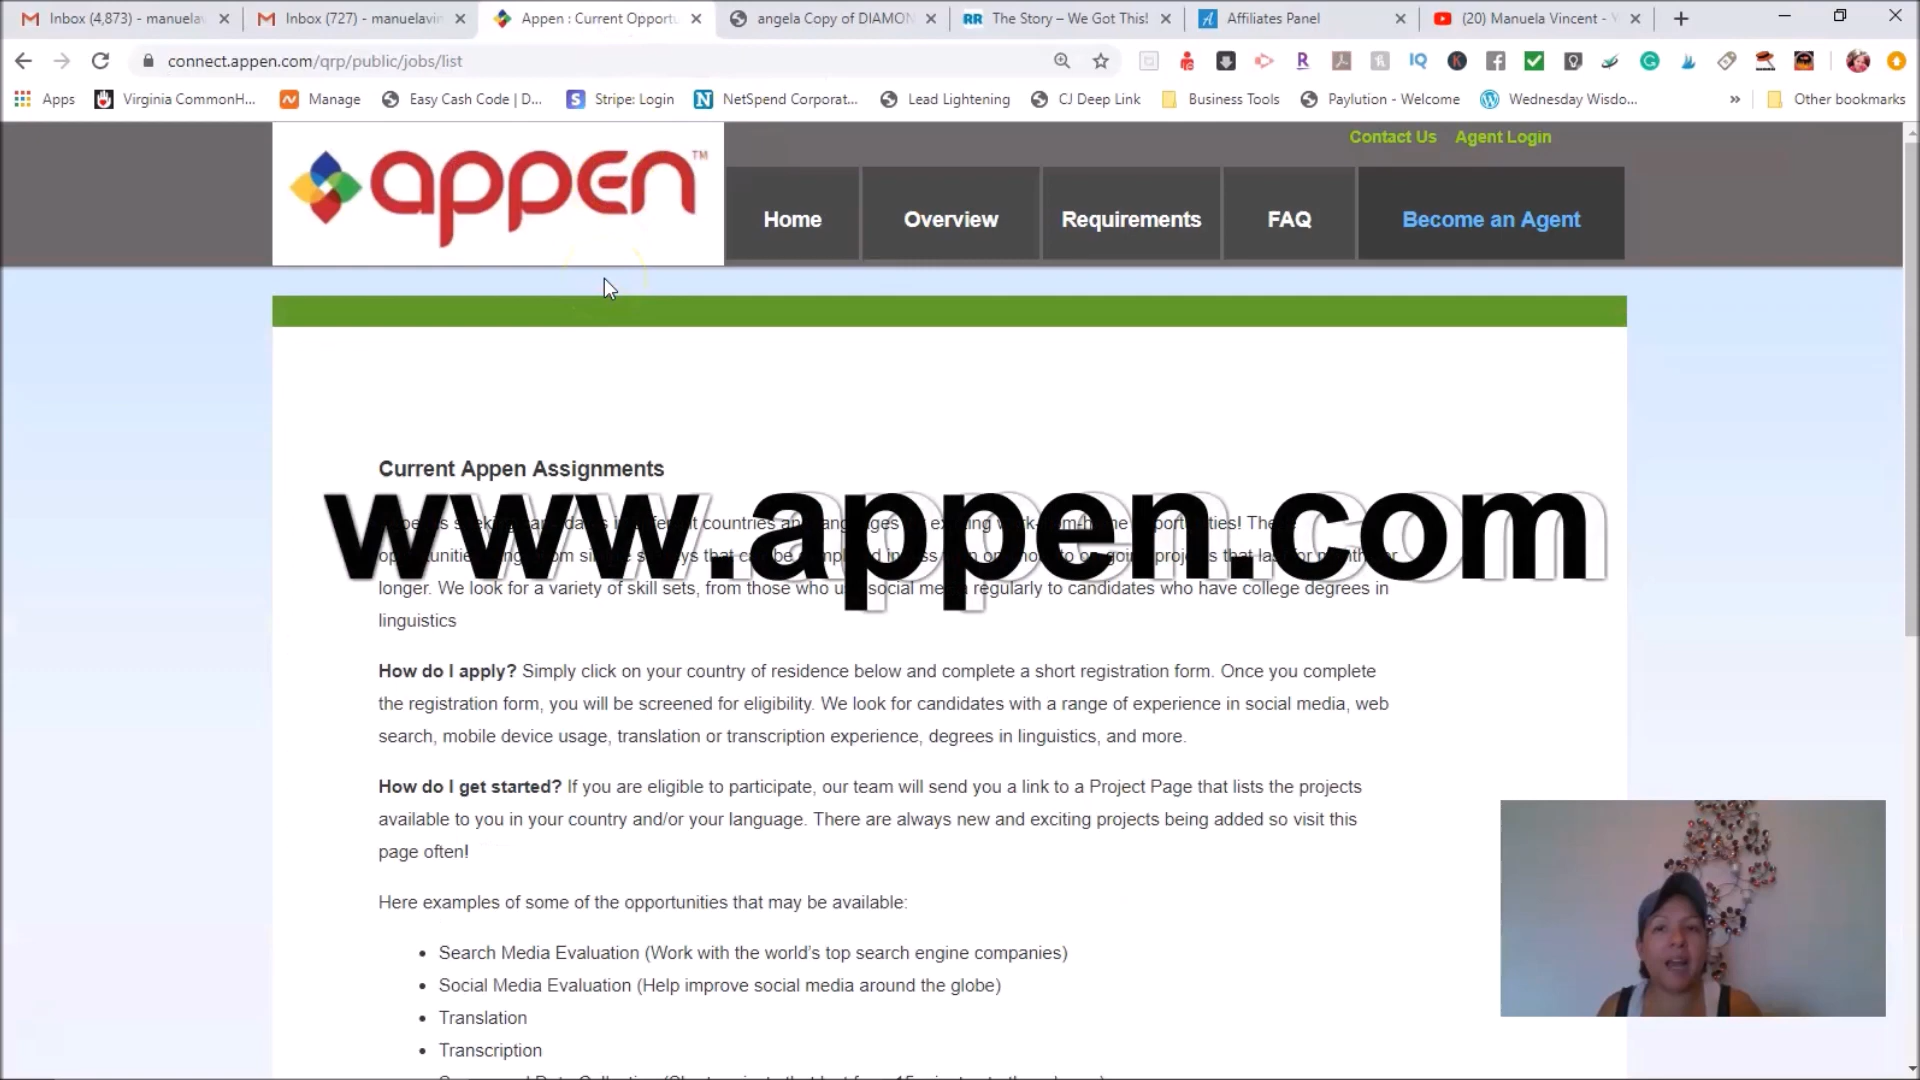 Inbox (4,873) - manuelav
Inbox (727) - manuelavin
Appen : Current Opportu
angela Copy of DIAMON
RR The Story – We Got This!
Affiliates Panel
(20) Manuela Vincent -
connect.appen.com/qrp/public/jobs/list
Apps
Virginia CommonH...
Manage
Easy Cash Code | D...
Stripe: Login
NetSpend Corporat...
Lead Lightening
CJ Deep Link
Business Tools
Paylution - Welcome
Wednesday Wisdo...
»
Other bookmarks
Contact Us Agent Login
appen™
Home
Overview
Requirements
FAQ
Become an Agent
Current Appen Assignments
www.appen.com
longer. We look for a variety of skill sets, from those who social regularly to candidates who have college degrees in
linguistics
How do I apply? Simply click on your country of residence below and complete a short registration form. Once you complete
the registration form, you will be screened for eligibility. We look for candidates with a range of experience in social media, web
search, mobile device usage, translation or transcription experience, degrees in linguistics, and more.
How do I get started? If you are eligible to participate, our team will send you a link to a Project Page that lists the projects
available to you in your country and/or your language. There are always new and exciting projects being added so visit this
page often!
Here examples of some of the opportunities that may be available:
• Search Media Evaluation (Work with the world's top search engine companies)
• Social Media Evaluation (Help improve social media around the globe)
• Translation
• Transcription